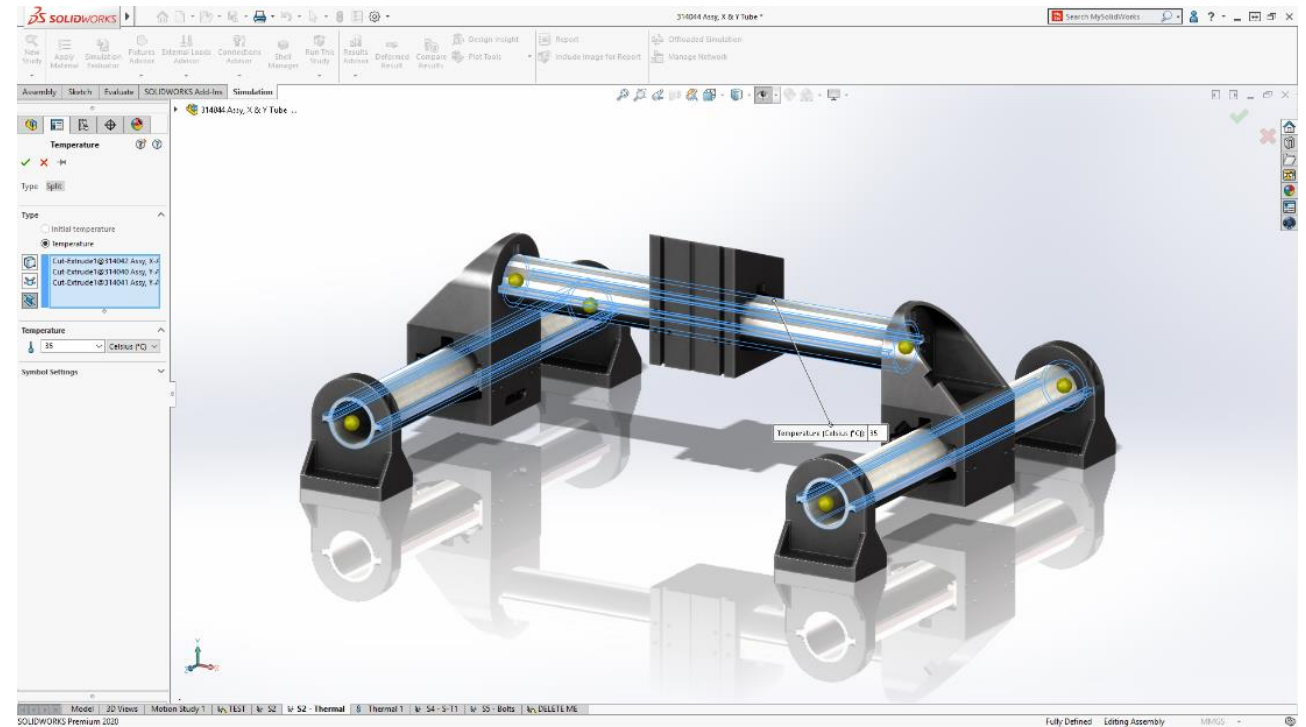 SOLIDWORKS
314044 Assy, X & Y Tube *
Search MySolidWorks
?
New Study
Apply Material
Simulation Evaluator
Fixtures Advisor
External Loads Advisor
Connections Advisor
Shell Manager
Run This Study
Results Advisor
Deformed Result
Compare Results
Design Insight
Plot Tools
Report
Include Image for Report
Offloaded Simulation
Manage Network
Assembly Sketch Evaluate SOLIDWORKS Add-Ins Simulation
314044 Assy, X & Y Tube ...
Temperature
Type Split
Type
Initial temperature
Temperature
Cut-Extrude1@314042 Assy, X-
Cut-Extrude1@314040 Assy, Y-
Cut-Extrude1@314041 Assy, Y-
Temperature
35 Celsius (°C)
Symbol Settings
Temperature (Celsius (°C)): 35
Model 3D Views Motion Study 1 TEST S2 S2 - Thermal Thermal 1 S4 - S-T1 S5 - Bolts DELETE ME
SOLIDWORKS Premium 2020
Fully Defined Editing Assembly MMGS